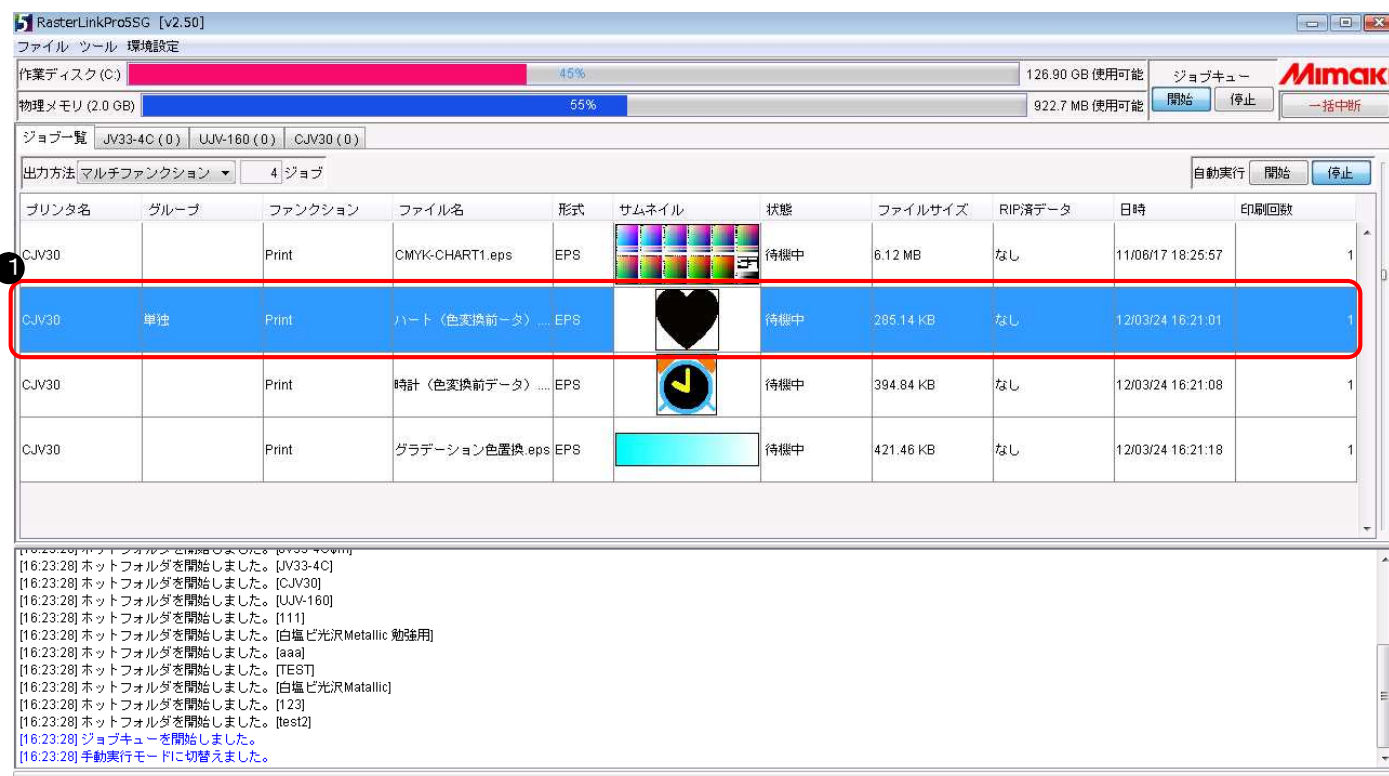 RasterLinkPro5SG [v2.50]
ファイル ツール 環境設定
作業ディスク(C:) 45% 126.90 GB 使用可能 ジョブキュー Mimaki
物理メモリ(2.0 GB) 55% 922.7 MB 使用可能 開始 停止 一括中断
ジョブ一覧 JV33-4C(0) UJV-160(0) CJV30(0)
出力方法 マルチファンクション 4 ジョブ 自動実行 開始 停止
プリンタ名 グループ ファンクション ファイル名 形式 サムネイル 状態 ファイルサイズ RIP済データ 日時 印刷回数
CJV30 Print CMYK-CHART1.eps EPS 待機中 6.12 MB なし 11/06/17 18:25:57 1
1
CJV30 単独 Print ハート（色変換前ータ）.... EPS 待機中 285.14 KB なし 12/03/24 16:21:01 1
CJV30 Print 時計（色変換前データ）.... EPS 待機中 394.84 KB なし 12/03/24 16:21:08 1
CJV30 Print グラデーション色置換.eps EPS 待機中 421.46 KB なし 12/03/24 16:21:18 1
[16:23:28] ホットフォルダを開始しました。[JV33-4C]
[16:23:28] ホットフォルダを開始しました。[CJV30]
[16:23:28] ホットフォルダを開始しました。[UJV-160]
[16:23:28] ホットフォルダを開始しました。[111]
[16:23:28] ホットフォルダを開始しました。[白塩ビ光沢Metallic 勉強用]
[16:23:28] ホットフォルダを開始しました。[aaa]
[16:23:28] ホットフォルダを開始しました。[TEST]
[16:23:28] ホットフォルダを開始しました。[白塩ビ光沢Matallic]
[16:23:28] ホットフォルダを開始しました。[123]
[16:23:28] ホットフォルダを開始しました。[test2]
[16:23:28] ジョブキューを開始しました。
[16:23:28] 手動実行モードに切替えました。